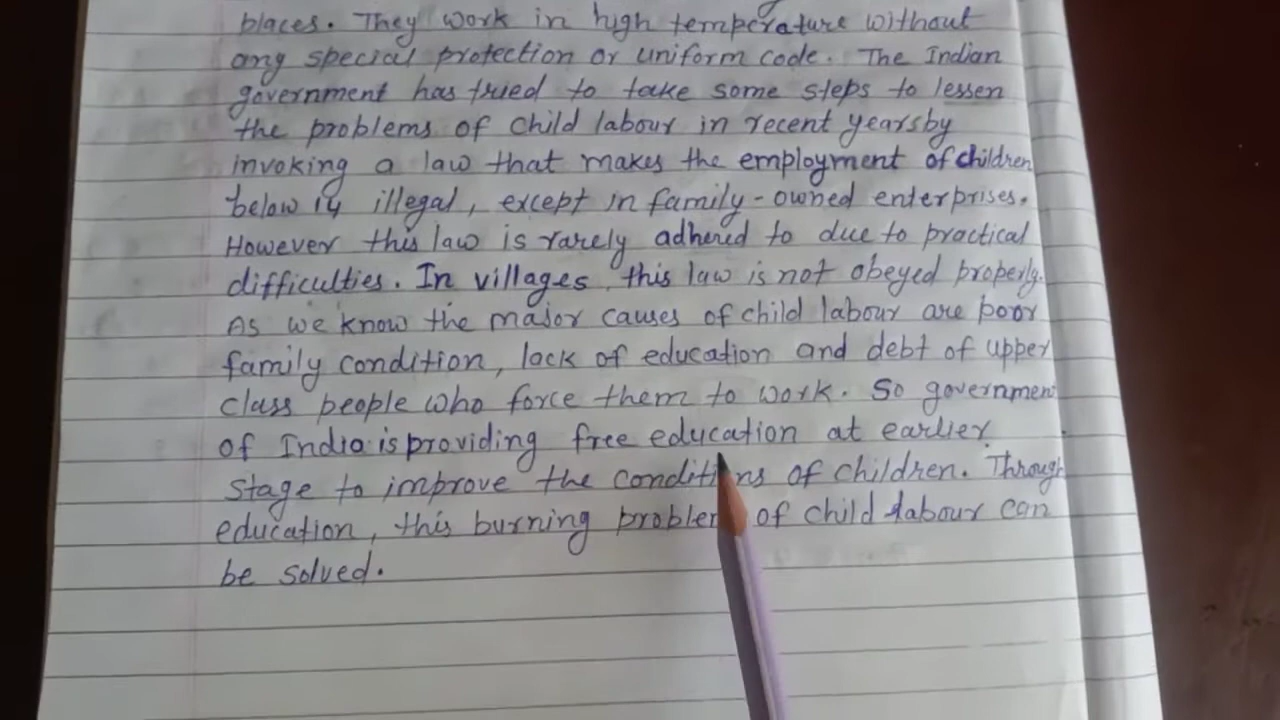 places. They work in high temperature without
any special protection or uniform code. The Indian
government has tried to take some steps to lessen
the problems of child labour in recent years by
invoking a law that makes the employment of children
below 14 illegal, except in family-owned enterprises.
However this law is rarely adhered to due to practical
difficulties. In villages, this law is not obeyed properly.
As we know the major causes of child labour are poor
family condition, lack of education and debt of upper
class people who force them to work. So government
of India is providing free education at earlier
stage to improve the conditions of children. Through
education, this burning problem of child labour can
be solved.